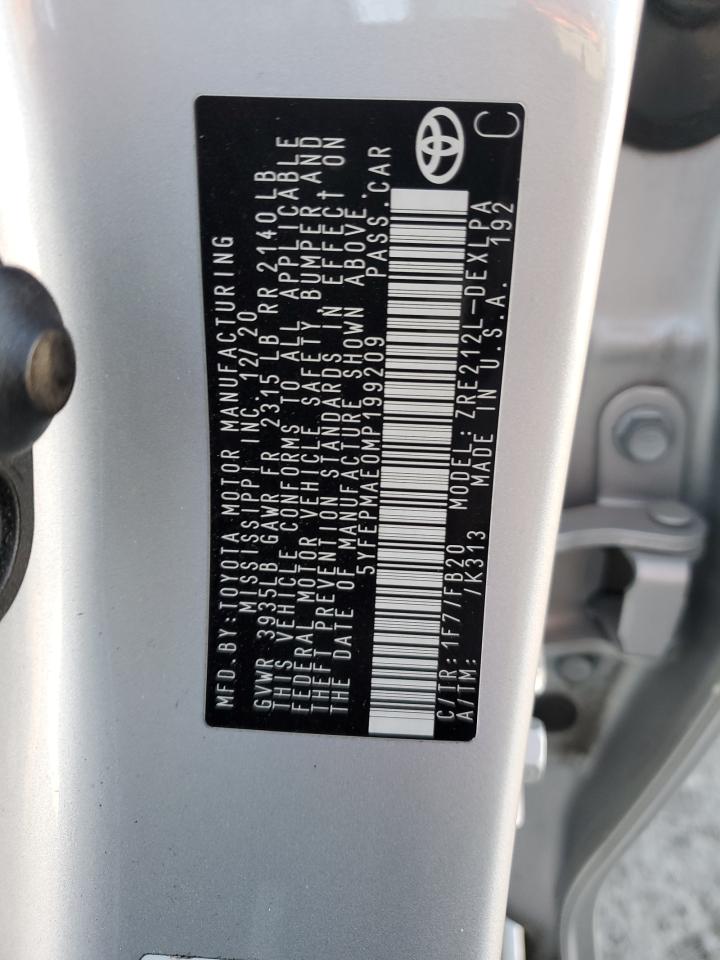 MFD.BY:TOYOTA MOTOR MANUFACTURING
MISSISSIPPI INC. 12/20
GVWR 3935LB GAWR FR 2315 LB RR 2140 LB
THIS VEHICLE CONFORMS TO ALL APPLICABLE
FEDERAL MOTOR VEHICLE SAFETY, BUMPER, AND
THEFT PREVENTION STANDARDS IN EFFECT ON
THE DATE OF MANUFACTURE SHOWN ABOVE.
5YFEPMAE0MP199209 PASS.CAR
C/TR: 1F7/FB20 MODEL: ZRE212L-DEXLPA
A/TM: /K313 MADE IN U.S.A. 192
C